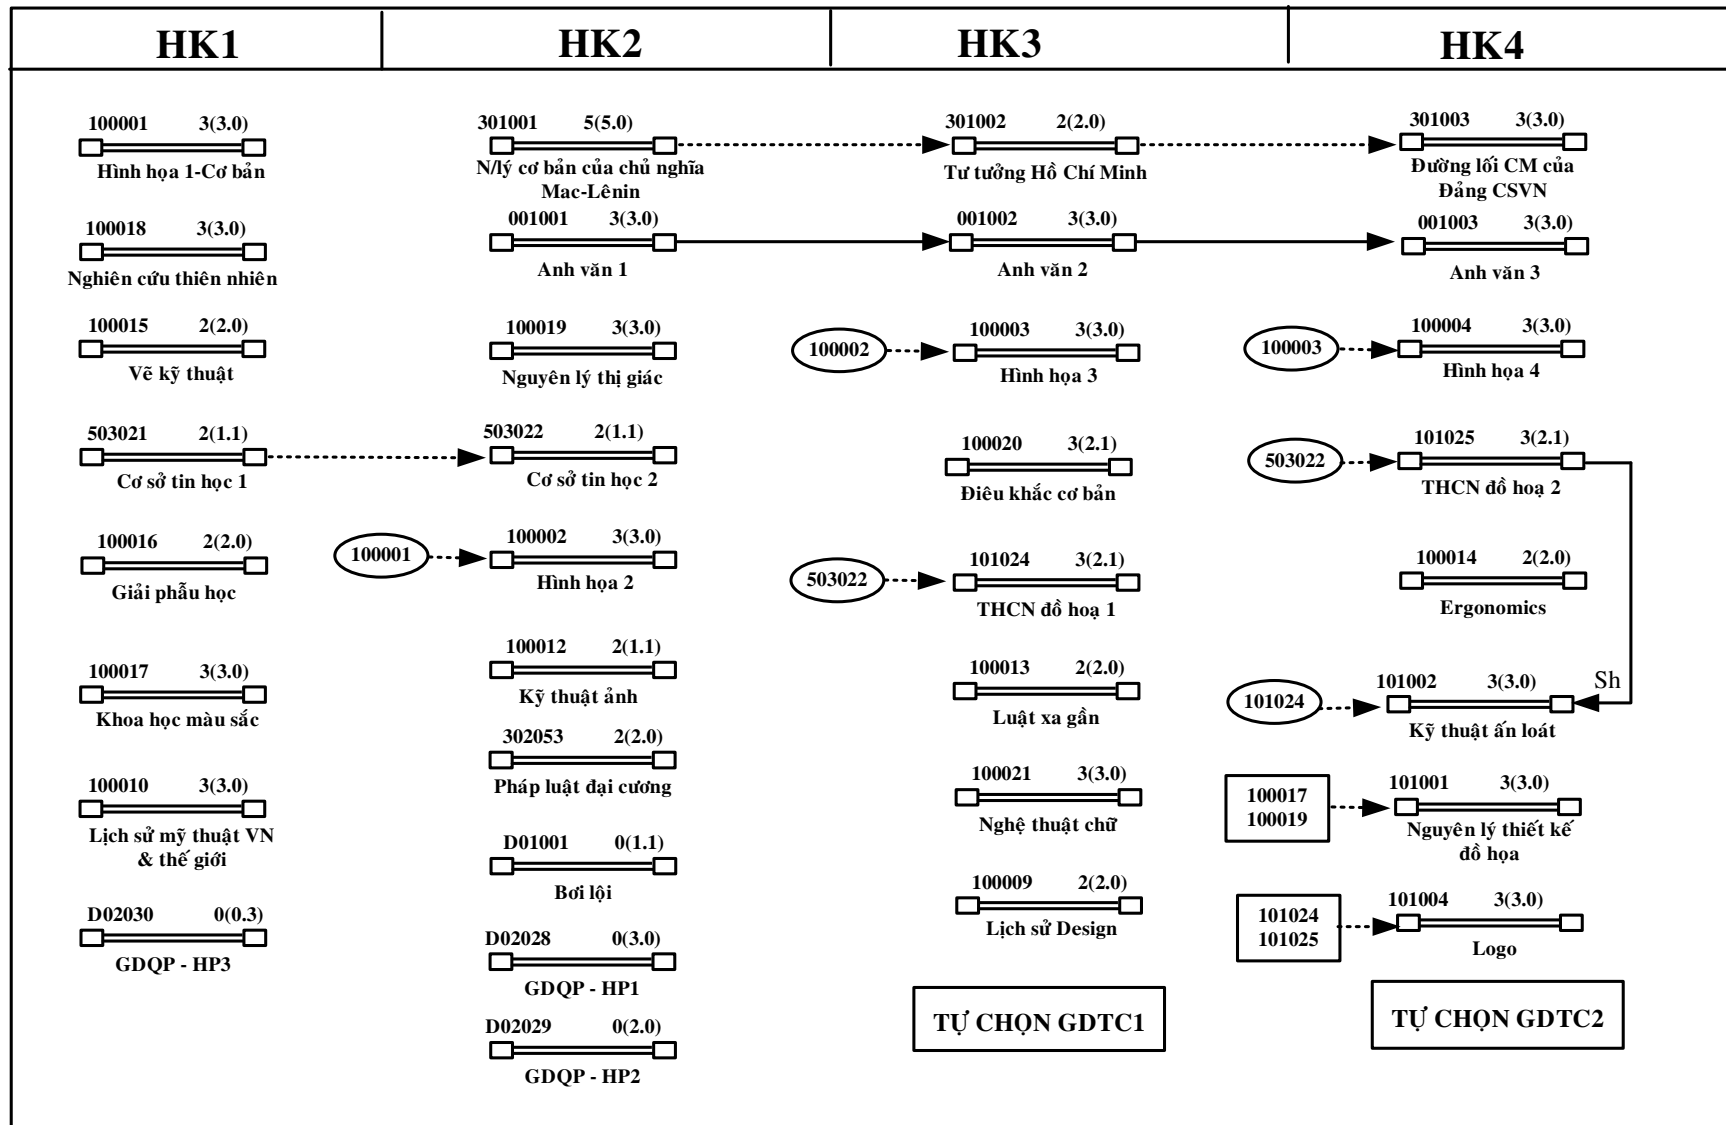 HK1
HK2
HK3
HK4
100001 3(3.0)
Hình họa 1-Cơ bản
100018 3(3.0)
Nghiên cứu thiên nhiên
100015 2(2.0)
Vẽ kỹ thuật
503021 2(1.1)
Cơ sở tin học 1
100016 2(2.0)
Giải phẫu học
100017 3(3.0)
Khoa học màu sắc
100010 3(3.0)
Lịch sử mỹ thuật VN
& thế giới
D02030 0(0.3)
GDQP - HP3
301001 5(5.0)
N/lý cơ bản của chủ nghĩa
Mac-Lênin
001001 3(3.0)
Anh văn 1
100019 3(3.0)
Nguyên lý thị giác
503022 2(1.1)
Cơ sở tin học 2
100001
100002 3(3.0)
Hình họa 2
100012 2(1.1)
Kỹ thuật ảnh
302053 2(2.0)
Pháp luật đại cương
D01001 0(1.1)
Bơi lội
D02028 0(3.0)
GDQP - HP1
D02029 0(2.0)
GDQP - HP2
301002 2(2.0)
Tư tưởng Hồ Chí Minh
001002 3(3.0)
Anh văn 2
100002
100003 3(3.0)
Hình họa 3
100020 3(2.1)
Điêu khắc cơ bản
503022
101024 3(2.1)
THCN đồ hoạ 1
100013 2(2.0)
Luật xa gần
100021 3(3.0)
Nghệ thuật chữ
100009 2(2.0)
Lịch sử Design
TỰ CHỌN GDTC1
301003 3(3.0)
Đường lối CM của
Đảng CSVN
001003 3(3.0)
Anh văn 3
100003
100004 3(3.0)
Hình họa 4
503022
101025 3(2.1)
THCN đồ hoạ 2
100014 2(2.0)
Ergonomics
Sh
101024
101002 3(3.0)
Kỹ thuật ấn loát
100017
100019
101001 3(3.0)
Nguyên lý thiết kế
đồ họa
101024
101025
101004 3(3.0)
Logo
TỰ CHỌN GDTC2